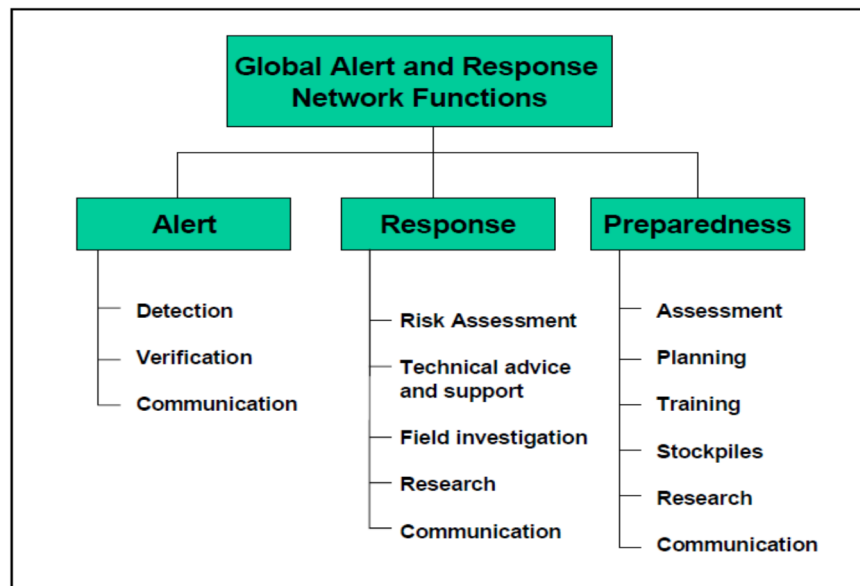 Global Alert and Response
Network Functions
Alert
Response
Preparedness
Detection
Verification
Communication
Risk Assessment
Technical advice
and support
Field investigation
Research
Communication
Assessment
Planning
Training
Stockpiles
Research
Communication